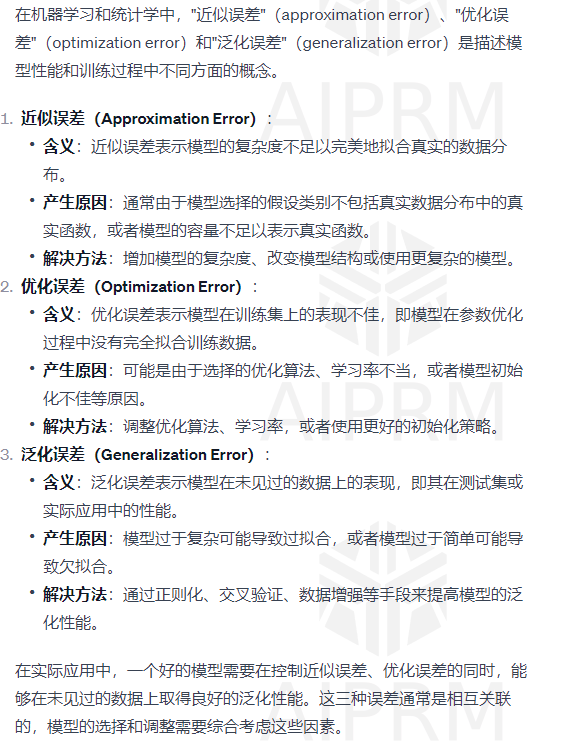 在机器学习和统计学中，"近似误差"（approximation error）、"优化误
差"（optimization error）和"泛化误差"（generalization error）是描述模
型性能和训练过程中不同方面的概念。
1. 近似误差（Approximation Error）：
• 含义：近似误差表示模型的复杂度不足以完美地拟合真实的数据分
布。
• 产生原因：通常由于模型选择的假设类别不包括真实数据分布中的真
实函数，或者模型的容量不足以表示真实函数。
• 解决方法：增加模型的复杂度、改变模型结构或使用更复杂的模型。
2. 优化误差（Optimization Error）：
• 含义：优化误差表示模型在训练集上的表现不佳，即模型在参数优化
过程中没有完全拟合训练数据。
• 产生原因：可能是由于选择的优化算法、学习率不当，或者模型初始
化不佳等原因。
• 解决方法：调整优化算法、学习率，或者使用更好的初始化策略。
3. 泛化误差（Generalization Error）：
• 含义：泛化误差表示模型在未见过的数据上的表现，即其在测试集或
实际应用中的性能。
• 产生原因：模型过于复杂可能导致过拟合，或者模型过于简单可能导
致欠拟合。
• 解决方法：通过正则化、交叉验证、数据增强等手段来提高模型的泛
化性能。
在实际应用中，一个好的模型需要在控制近似误差、优化误差的同时，能
够在未见过的数据上取得良好的泛化性能。这三种误差通常是相互关联
的，模型的选择和调整需要综合考虑这些因素。
AIPRM
AIPRM
AIPRM